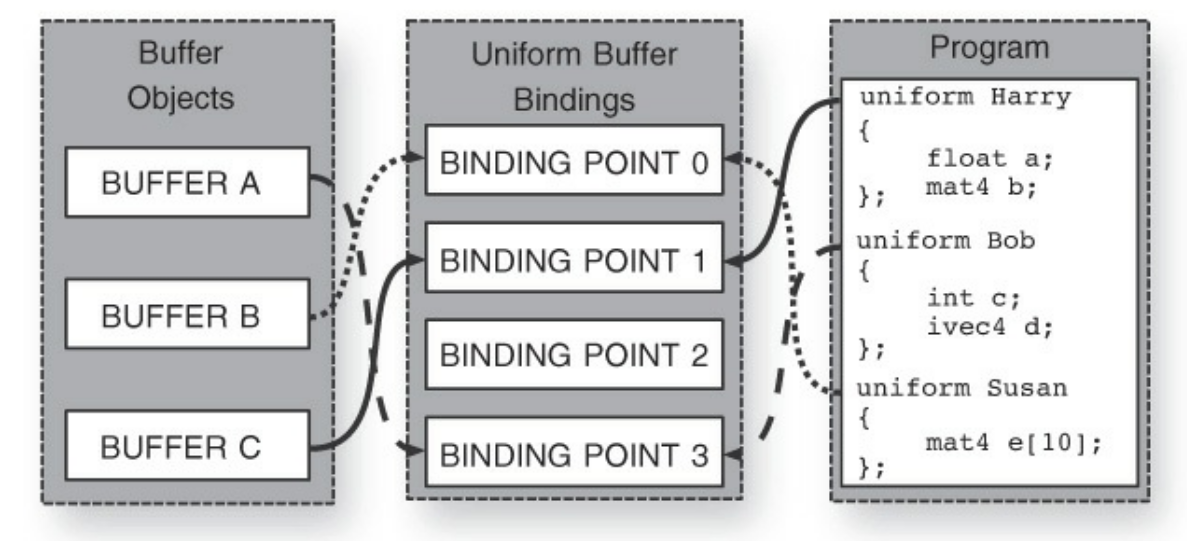 Buffer
Objects
BUFFER A
BUFFER B
BUFFER C
Uniform Buffer
Bindings
BINDING POINT 0
BINDING POINT 1
BINDING POINT 2
BINDING POINT 3
Program
uniform Harry
{
float a;
mat4 b;
};
uniform Bob
{
int c;
ivec4 d;
};
uniform Susan
{
mat4 e[10];
};